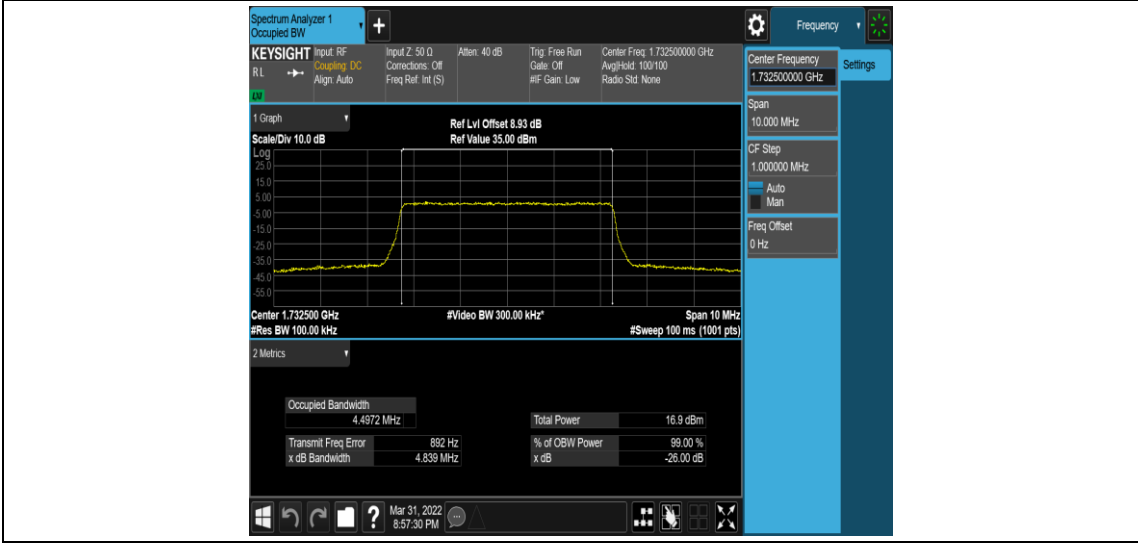 Spectrum Analyzer 1
Occupied BW
+
Frequency
KEYSIGHT
RL
LXI
Input: RF
Coupling: DC
Align: Auto
Input Z: 50 Ω
Corrections: Off
Freq Ref: Int (S)
Atten: 40 dB
Trig: Free Run
Gate: Off
#IF Gain: Low
Center Freq: 1.732500000 GHz
Avg|Hold: 100/100
Radio Std: None
Center Frequency
1.732500000 GHz
Settings
Span
10.000 MHz
CF Step
1.000000 MHz
Auto
Man
Freq Offset
0 Hz
1 Graph
Ref Lvl Offset 8.93 dB
Scale/Div 10.0 dB
Ref Value 35.00 dBm
Log
25.0
15.0
5.00
-5.00
-15.0
-25.0
-35.0
-45.0
-55.0
Center 1.732500 GHz
#Video BW 300.00 kHz*
Span 10 MHz
#Res BW 100.00 kHz
#Sweep 100 ms (1001 pts)
2 Metrics
Occupied Bandwidth
4.4972 MHz
Total Power 16.9 dBm
Transmit Freq Error 892 Hz
% of OBW Power 99.00 %
x dB Bandwidth 4.839 MHz
x dB -26.00 dB
?
Mar 31, 2022
8:57:30 PM